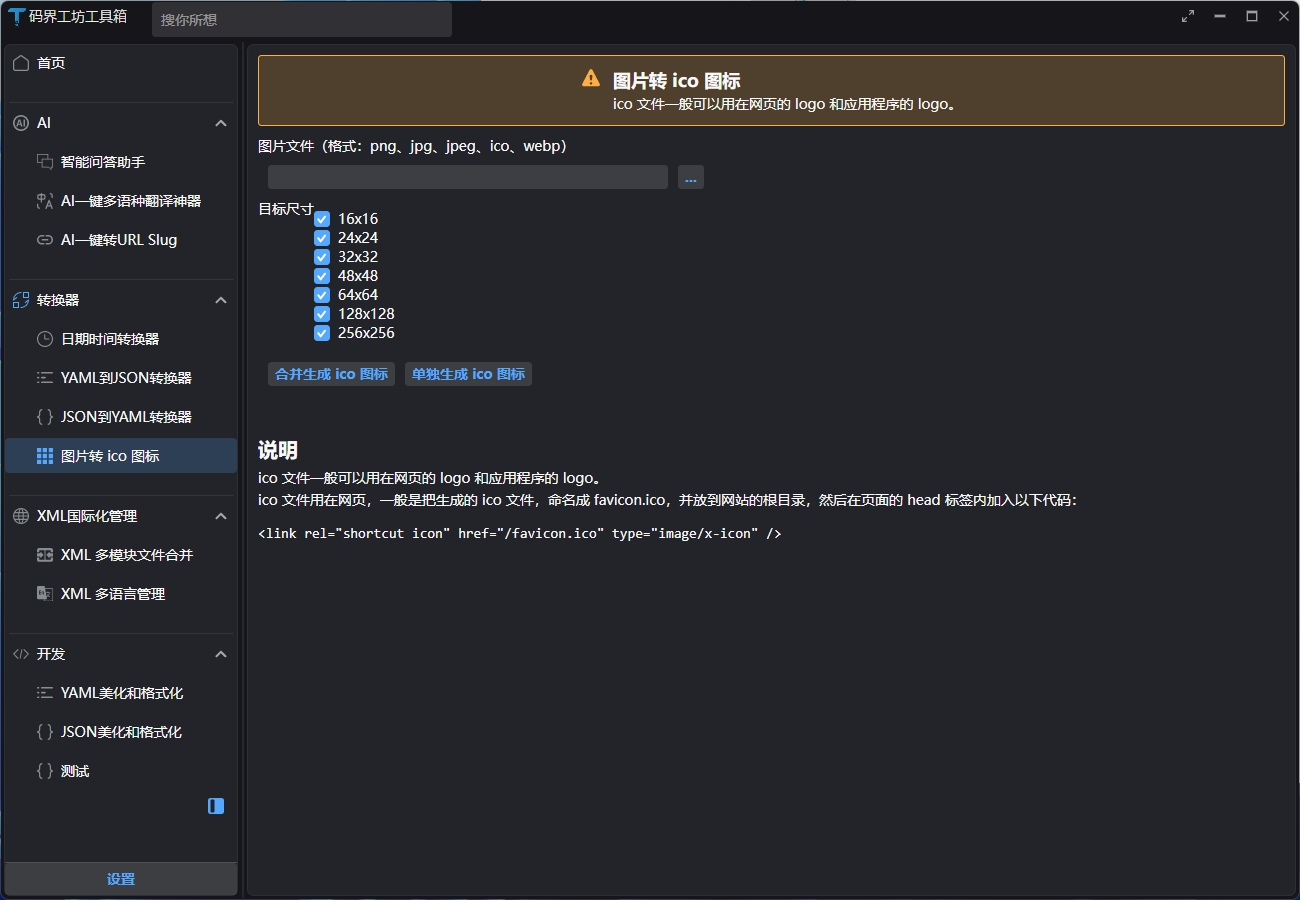 码界工坊工具箱
搜你所想
首页
AI
智能问答助手
AI一键多语种翻译神器
AI一键转URL Slug
转换器
日期时间转换器
YAML到JSON转换器
JSON到YAML转换器
图片转 ico 图标
XML国际化管理
XML 多模块文件合并
XML 多语言管理
开发
YAML美化和格式化
JSON美化和格式化
测试
设置
图片转 ico 图标
ico 文件一般可以用在网页的 logo 和应用程序的 logo。
图片文件（格式：png、jpg、jpeg、ico、webp）
...
目标尺寸
16x16
24x24
32x32
48x48
64x64
128x128
256x256
合并生成 ico 图标
单独生成 ico 图标
说明
ico 文件一般可以用在网页的 logo 和应用程序的 logo。
ico 文件用在网页，一般是把生成的 ico 文件，命名成 favicon.ico，并放到网站的根目录，然后在页面的 head 标签内加入以下代码：
<link rel="shortcut icon" href="/favicon.ico" type="image/x-icon" />